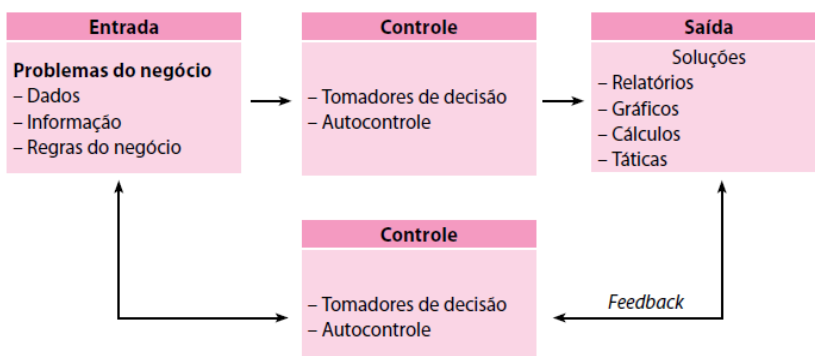 Entrada
Problemas do negócio
– Dados
– Informação
– Regras do negócio
Controle
– Tomadores de decisão
– Autocontrole
Saída
Soluções
– Relatórios
– Gráficos
– Cálculos
– Táticas
Controle
– Tomadores de decisão
– Autocontrole
Feedback